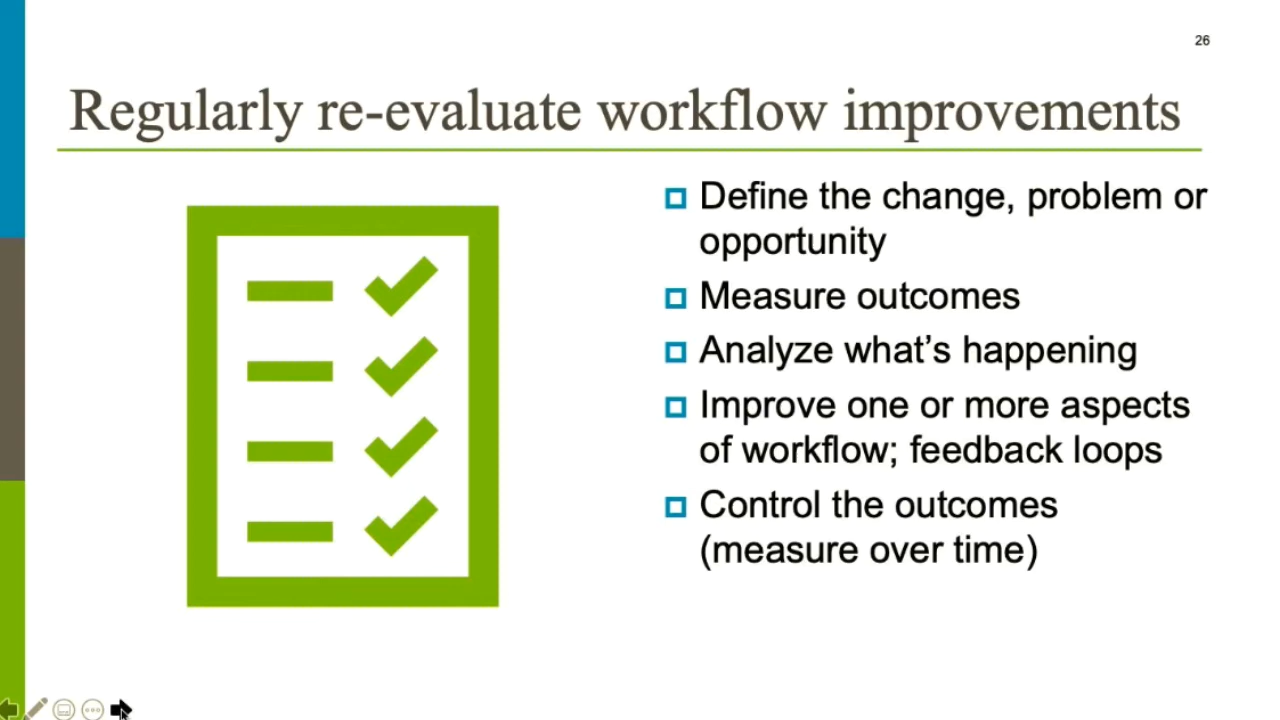 26
Regularly re-evaluate workflow improvements
Define the change, problem or
opportunity
Measure outcomes
Analyze what’s happening
Improve one or more aspects
of workflow; feedback loops
Control the outcomes
(measure over time)